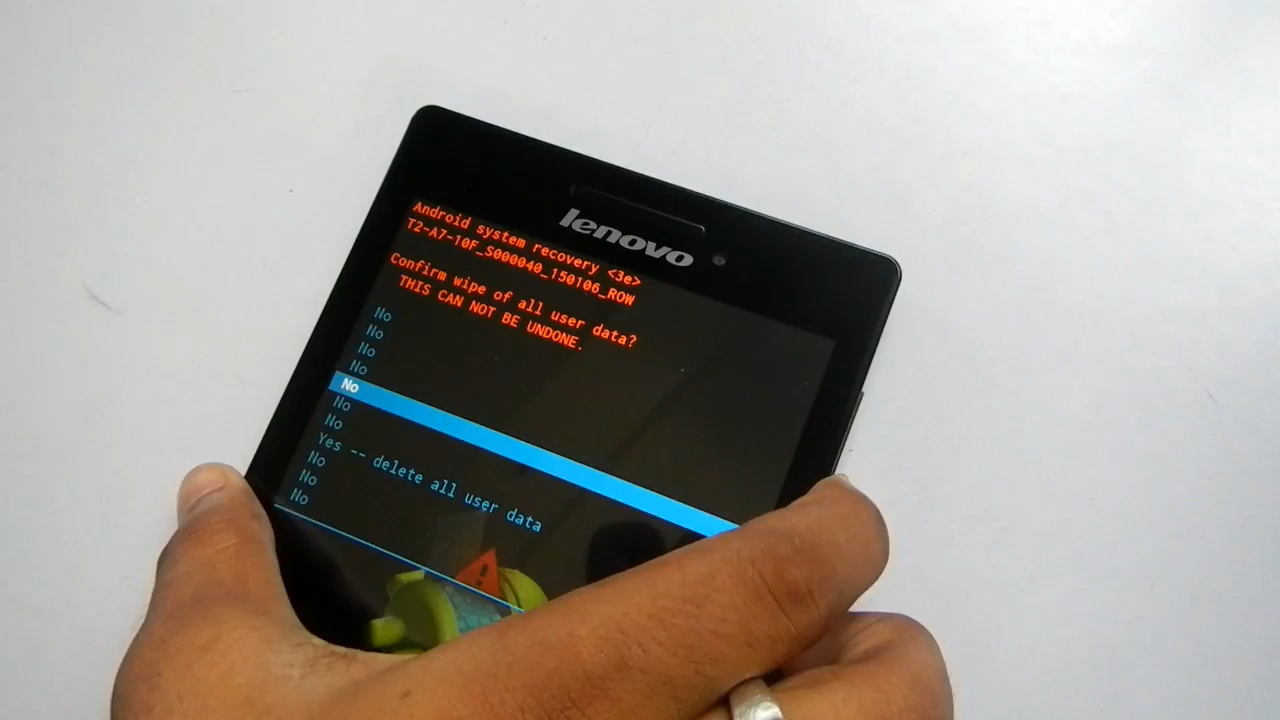 lenovo
Android system recovery <3e>
T2-A7-10F_S000040_150106_ROW
Confirm wipe of all user data?
THIS CAN NOT BE UNDONE.
No
No
No
No
No
No
No
Yes -- delete all user data
No
No
No